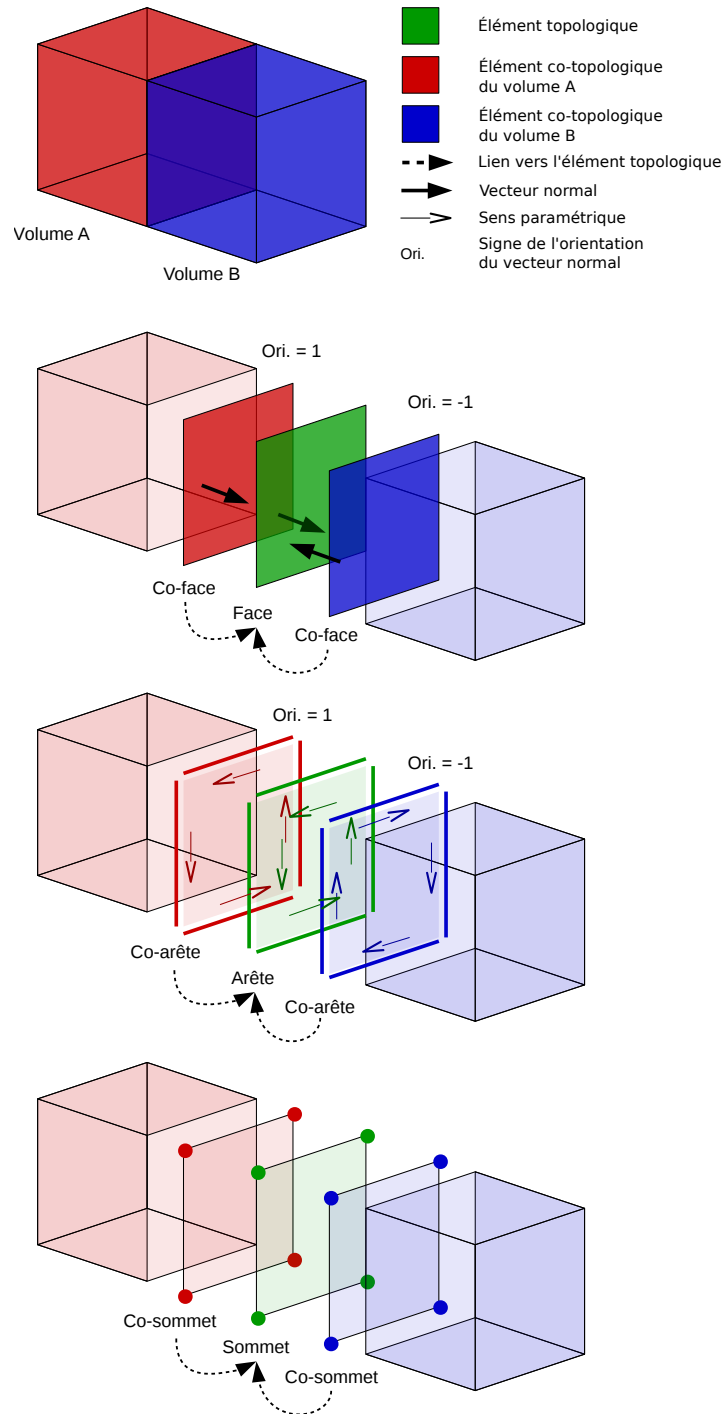 Élément topologique
Élément co-topologique
du volume A
Élément co-topologique
du volume B
Lien vers l'élément topologique
Vecteur normal
Sens paramétrique
Ori.
Signe de l'orientation
du vecteur normal
Volume A
Volume B
Ori. = 1
Ori. = -1
Co-face
Face
Co-face
Ori. = 1
Ori. = -1
Co-arête
Arête
Co-arête
Co-sommet
Sommet
Co-sommet